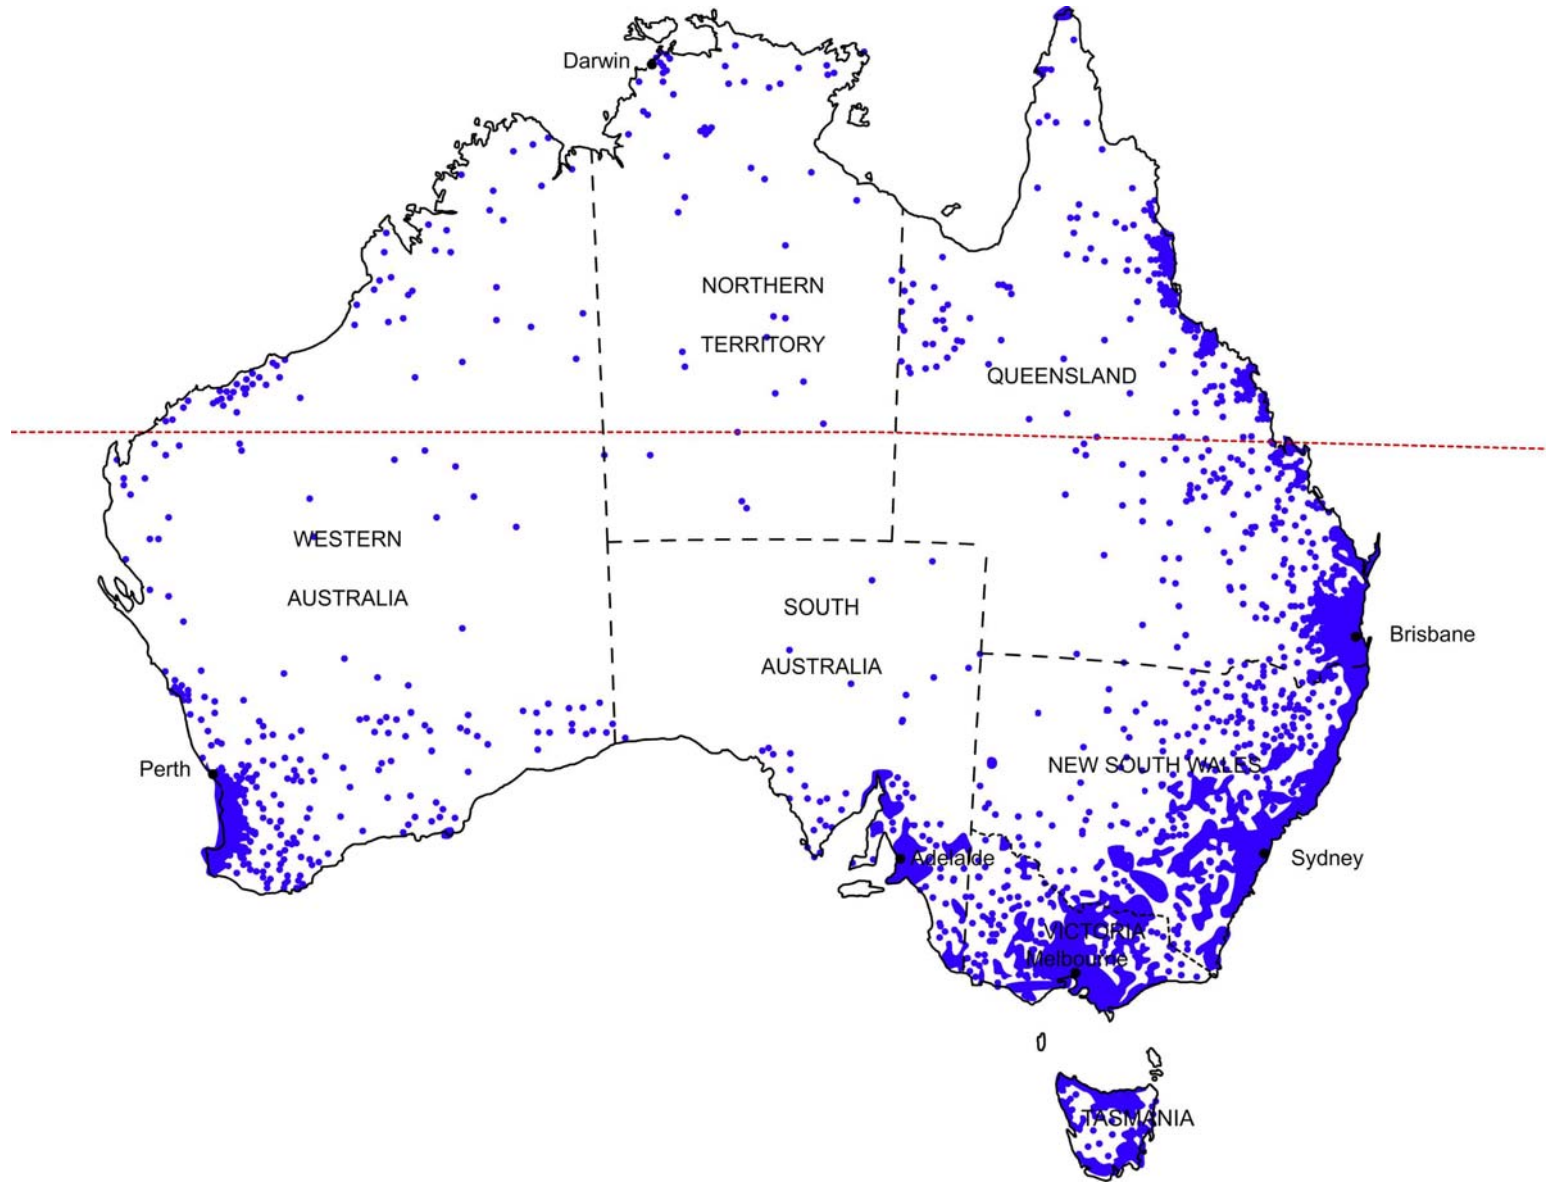 Darwin
NORTHERN
TERRITORY
QUEENSLAND
WESTERN
AUSTRALIA
SOUTH
AUSTRALIA
Brisbane
Perth
NEW SOUTH WALES
Adelaide
Sydney
VICTORIA
Melbourne
TASMANIA